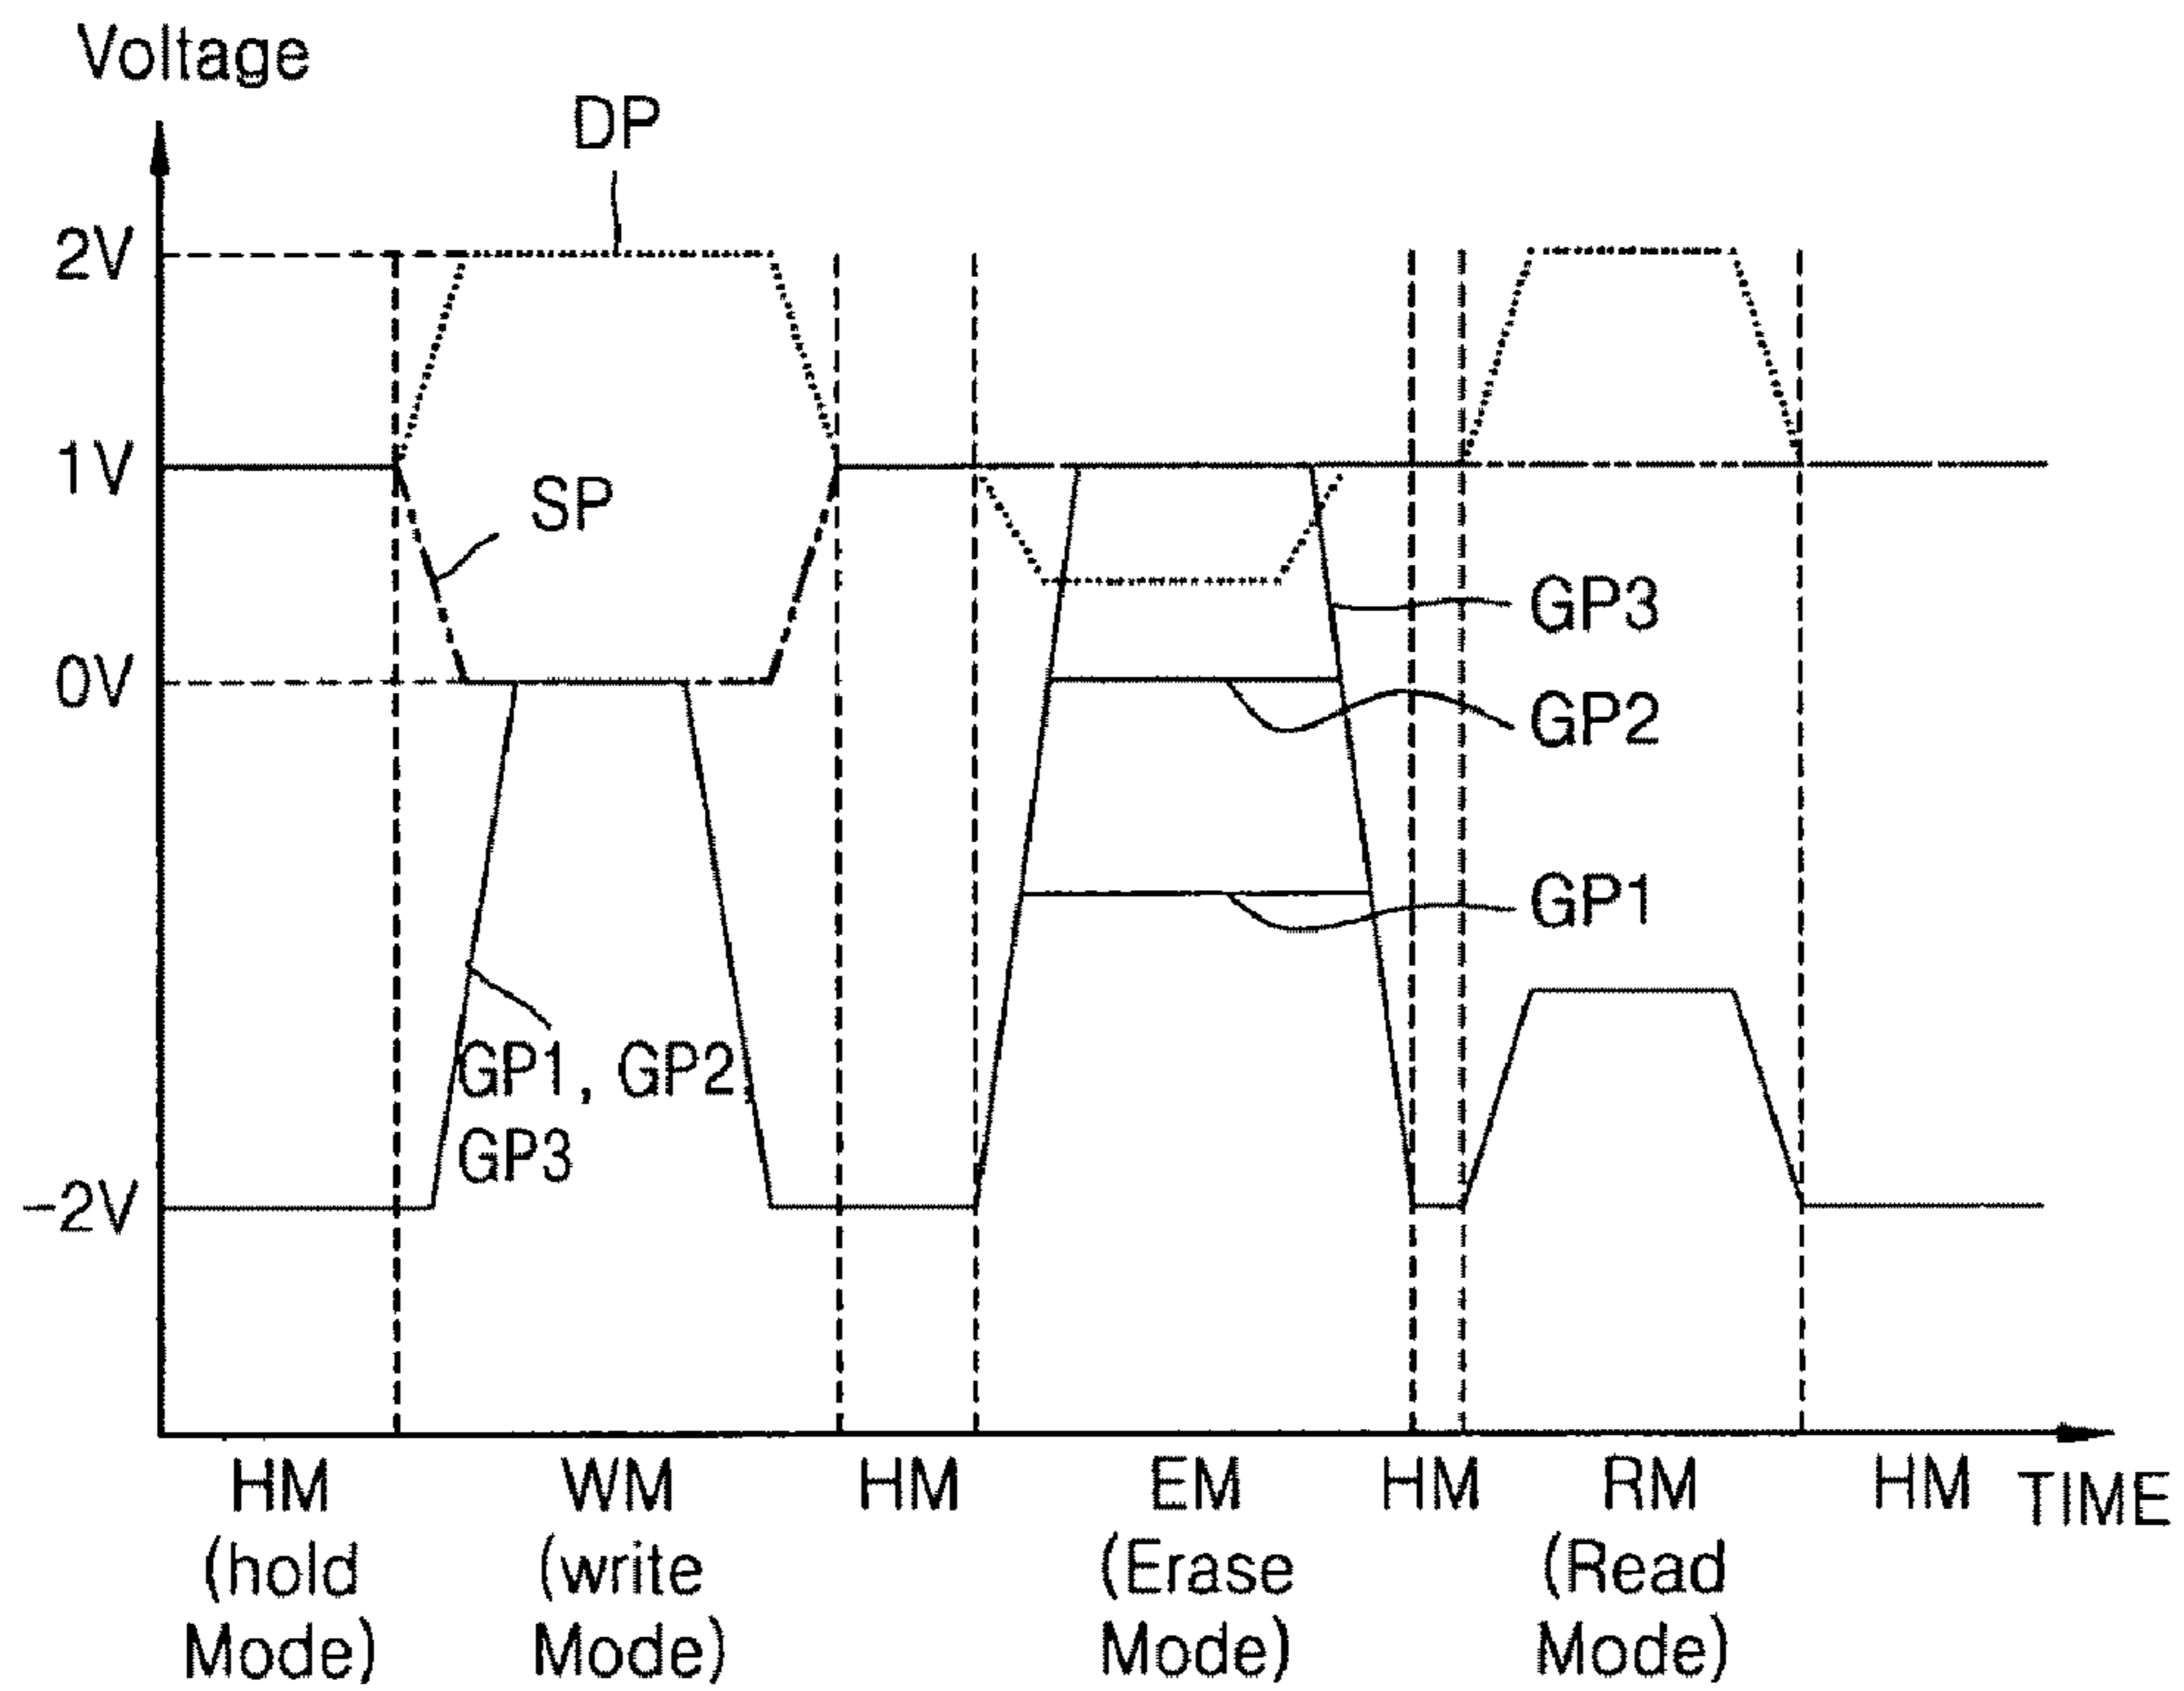 Voltage
DP
2V
1V
SP
0V
GP3
GP2
GP1
GP1, GP2,
GP3
-2V
HM WM HM EM HM RM HM TIME
(hold (write (Erase (Read
Mode) Mode) Mode) Mode)